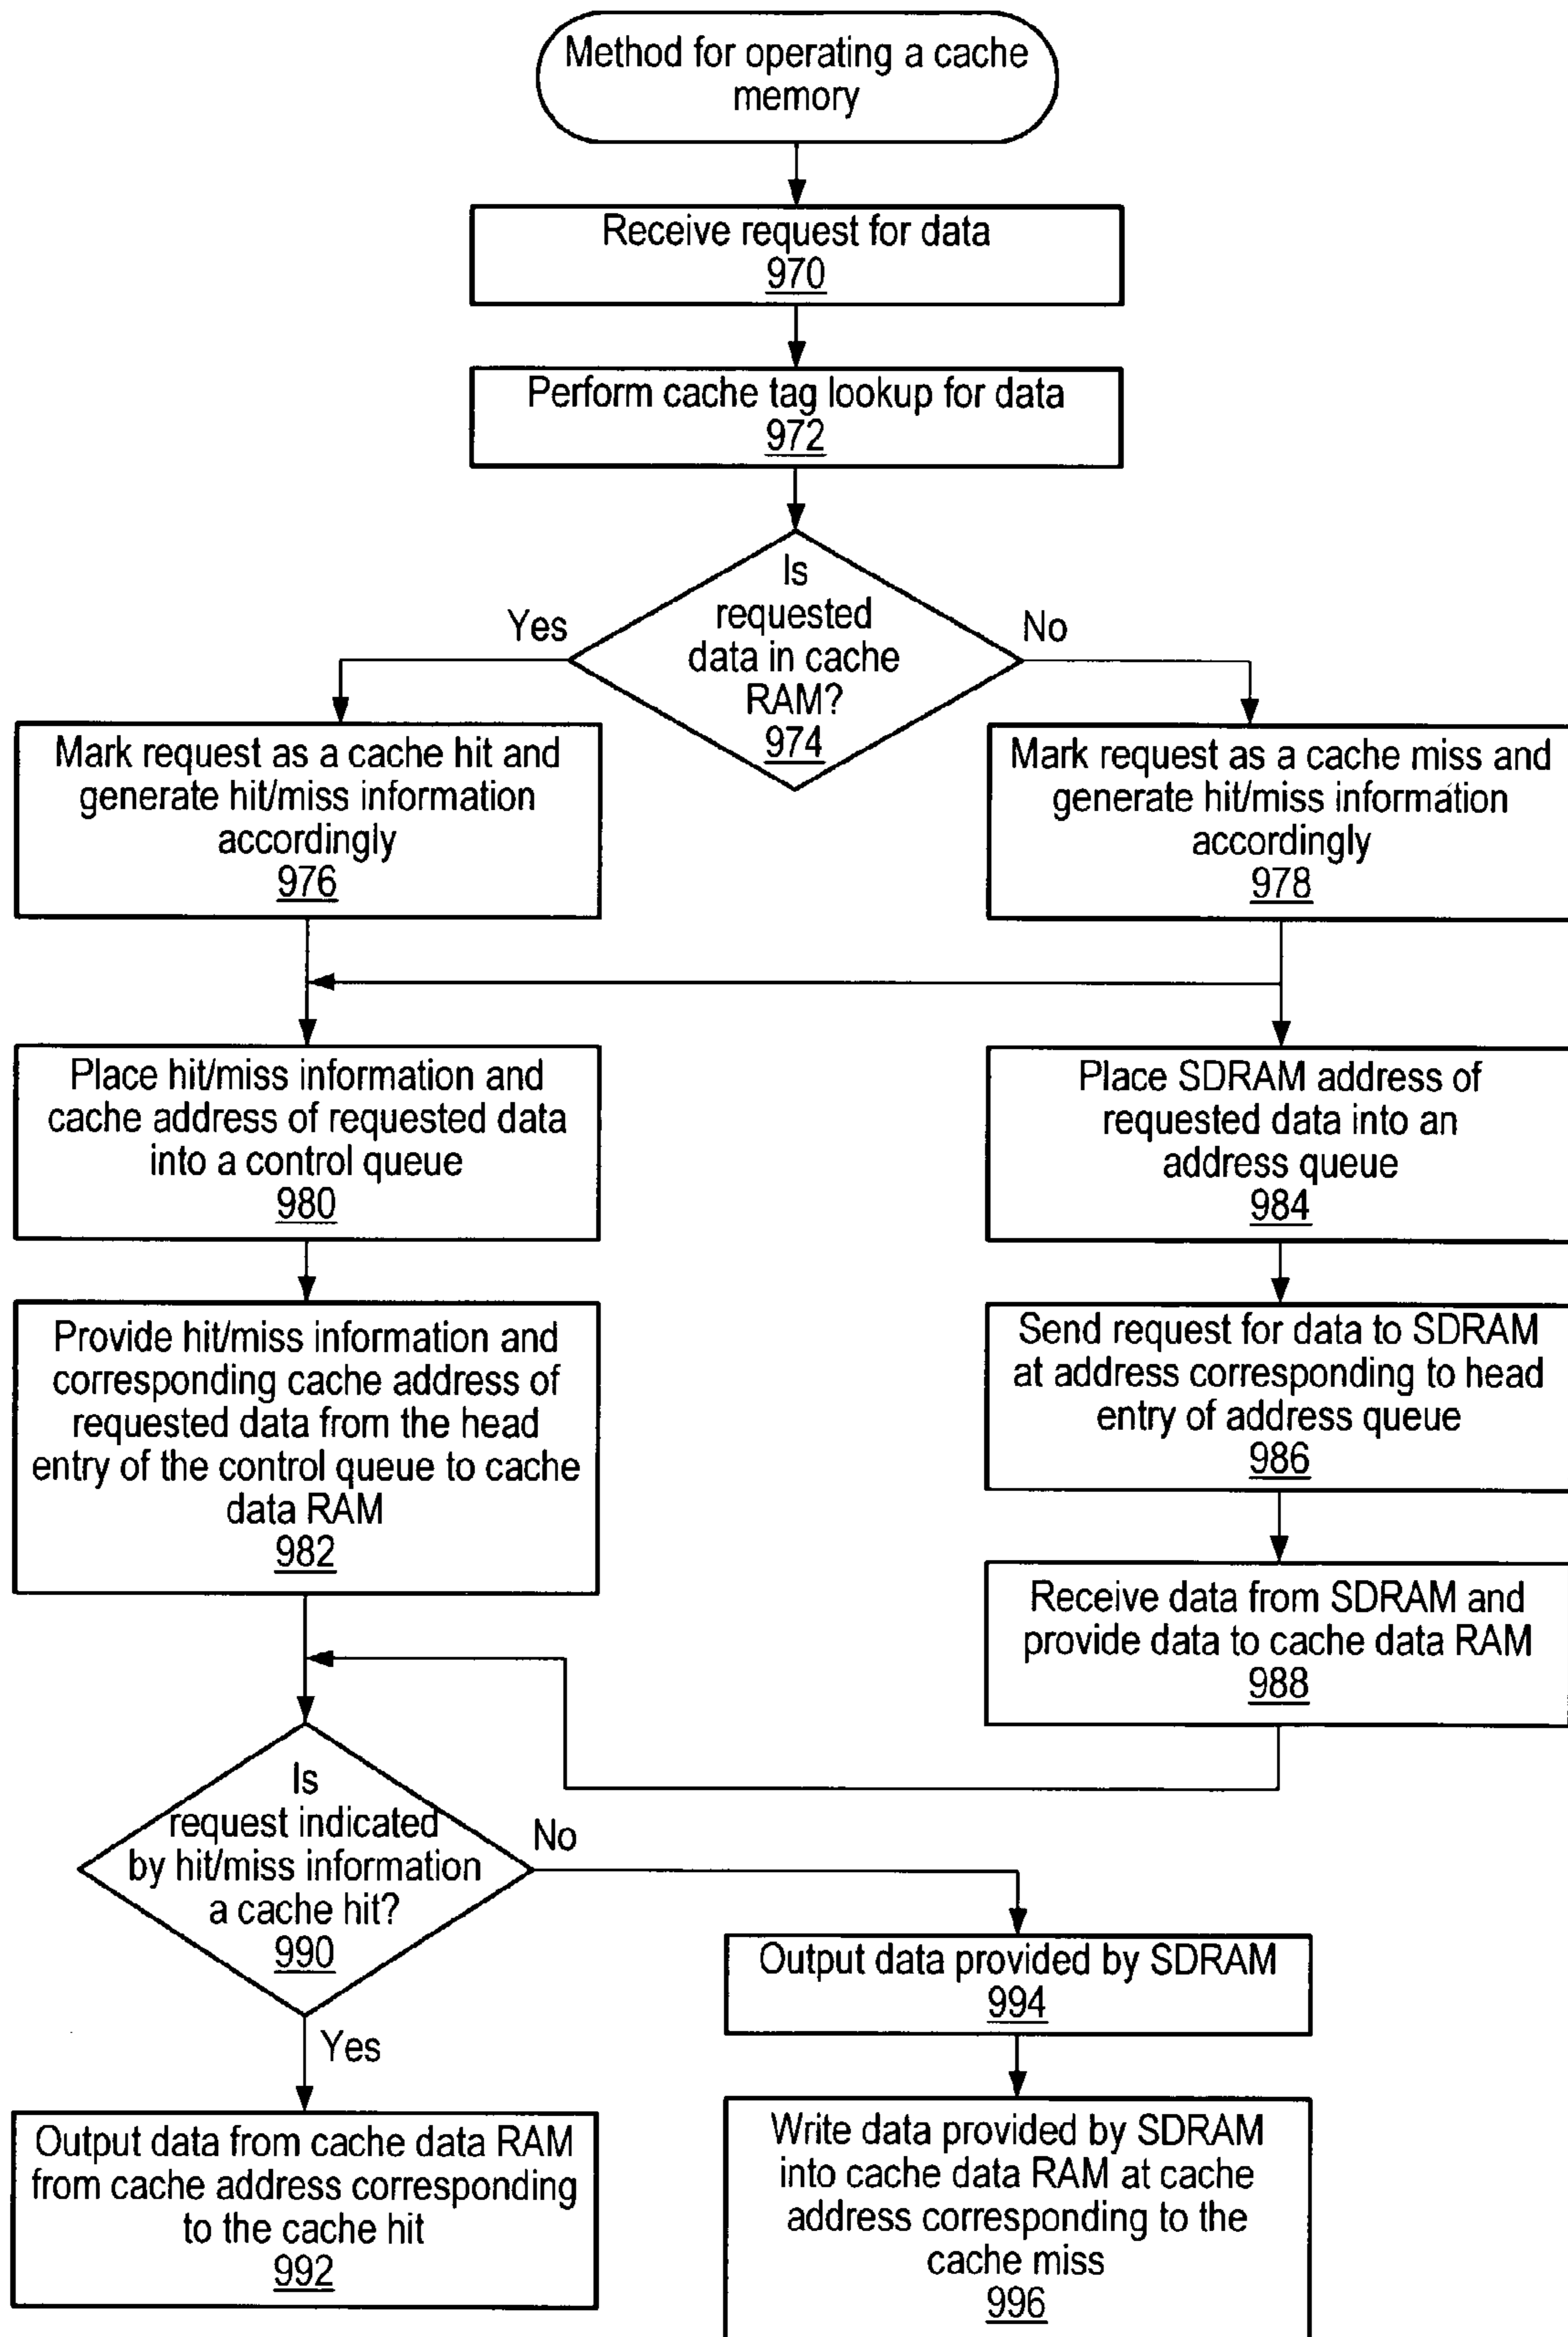 Method for operating a cache
memory
Receive request for data
970
Perform cache tag lookup for data
972
Is
requested
data in cache
RAM?
974
Yes
No
Mark request as a cache hit and
generate hit/miss information
accordingly
976
Mark request as a cache miss and
generate hit/miss information
accordingly
978
Place hit/miss information and
cache address of requested data
into a control queue
980
Place SDRAM address of
requested data into an
address queue
984
Provide hit/miss information and
corresponding cache address of
requested data from the head
entry of the control queue to cache
data RAM
982
Send request for data to SDRAM
at address corresponding to head
entry of address queue
986
Receive data from SDRAM and
provide data to cache data RAM
988
Is
request indicated
by hit/miss information
a cache hit?
990
No
Yes
Output data provided by SDRAM
994
Output data from cache data RAM
from cache address corresponding
to the cache hit
992
Write data provided by SDRAM
into cache data RAM at cache
address corresponding to the
cache miss
996